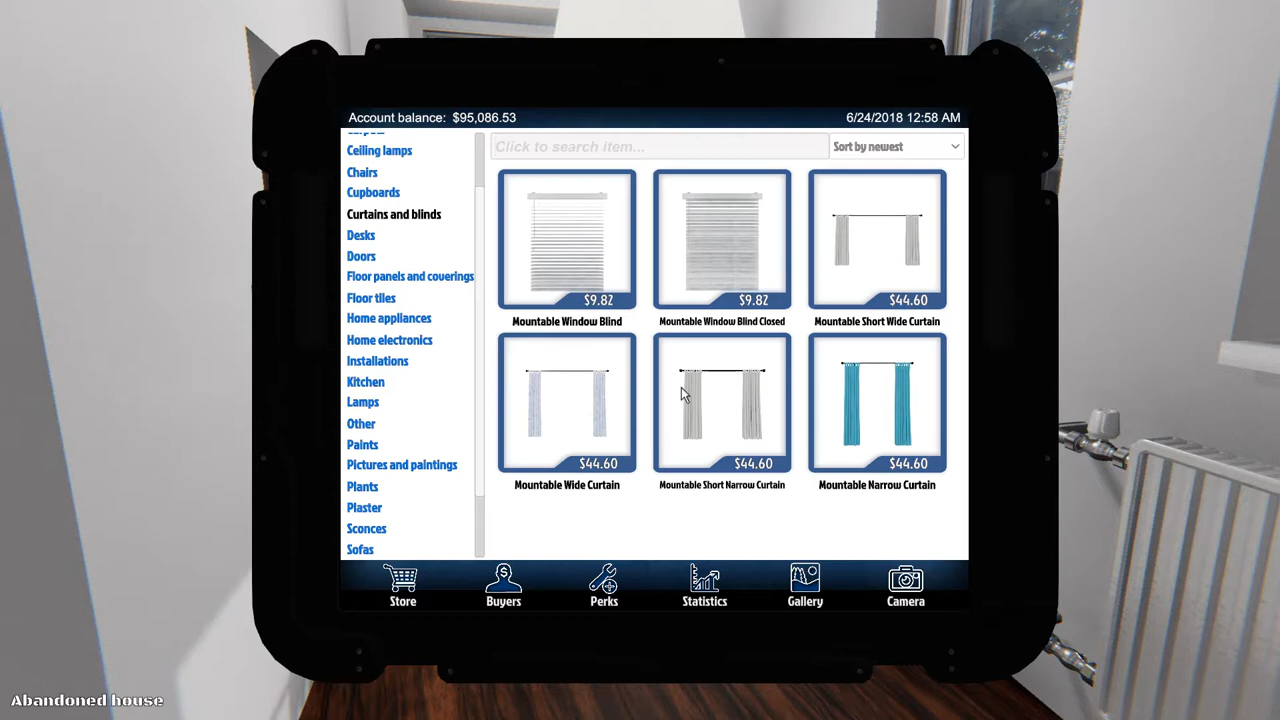 Account balance: $95,086.53
6/24/2018 12:58 AM
Carpets
Ceiling lamps
Chairs
Cupboards
Curtains and blinds
Desks
Doors
Floor panels and coverings
Floor tiles
Home appliances
Home electronics
Installations
Kitchen
Lamps
Other
Paints
Pictures and paintings
Plants
Plaster
Sconces
Sofas
Click to search item...
Sort by newest
$9.82
$9.82
$44.60
Mountable Window Blind
Mountable Window Blind Closed
Mountable Short Wide Curtain
$44.60
$44.60
$44.60
Mountable Wide Curtain
Mountable Short Narrow Curtain
Mountable Narrow Curtain
Store
Buyers
Perks
Statistics
Gallery
Camera
Abandoned house